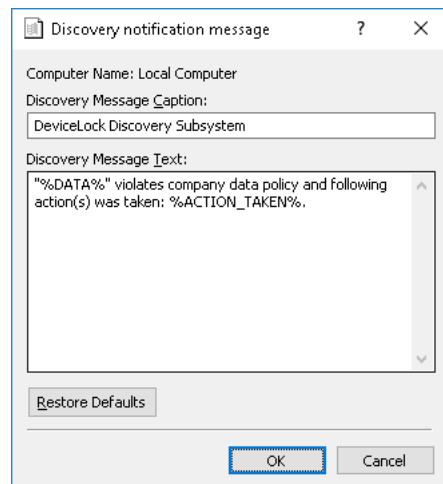 Discovery notification message
Computer Name: Local Computer
Discovery Message Caption:
DeviceLock Discovery Subsystem
Discovery Message Text:
"%DATA%" violates company data policy and following
action(s) was taken: %ACTION_TAKEN%.
Restore Defaults
OK Cancel